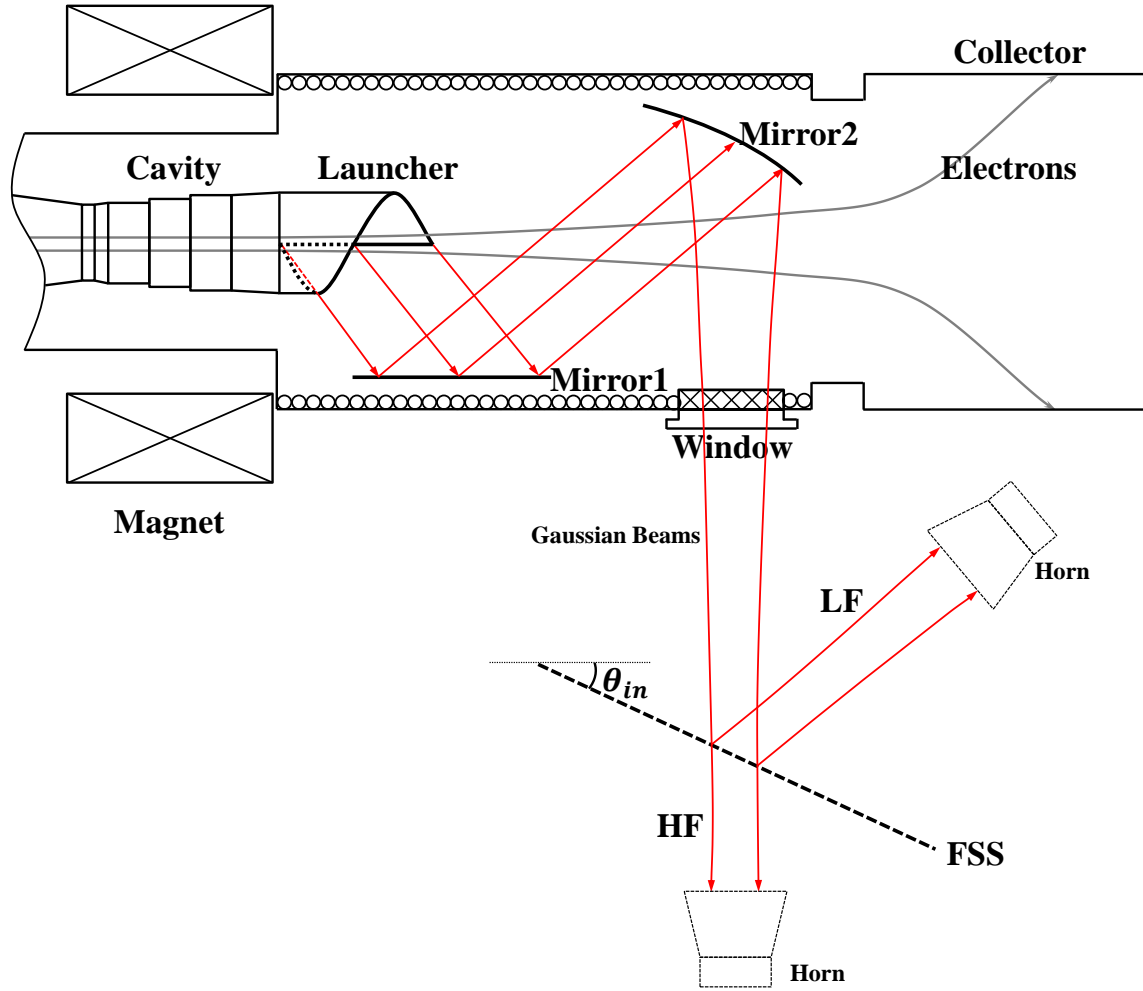 Collector
Mirror2
Cavity
Launcher
Electrons
Mirror1
Window
Magnet
Gaussian Beams
Horn
LF
θin
HF
FSS
Horn